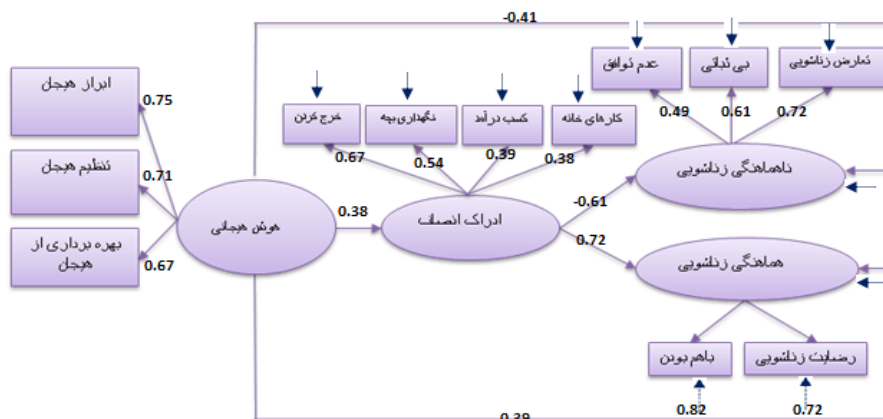 -0.41
ابراز هیجان
0.75
تنظیم هیجان
0.71
بهره برداری از
هیجان
0.67
هوش هیجانی
0.38
خرج کردن
0.67
نگهداری بچه
0.54
کسب درآمد
0.39
کارهای خانه
0.38
ادراک انصاف
عدم توافق
0.49
بی ثباتی
0.61
تعارض زناشویی
0.72
ناهماهنگی زناشویی
-0.61
0.72
هماهنگی زناشویی
باهم بودن
رضایت زناشویی
0.82
0.72
0.39